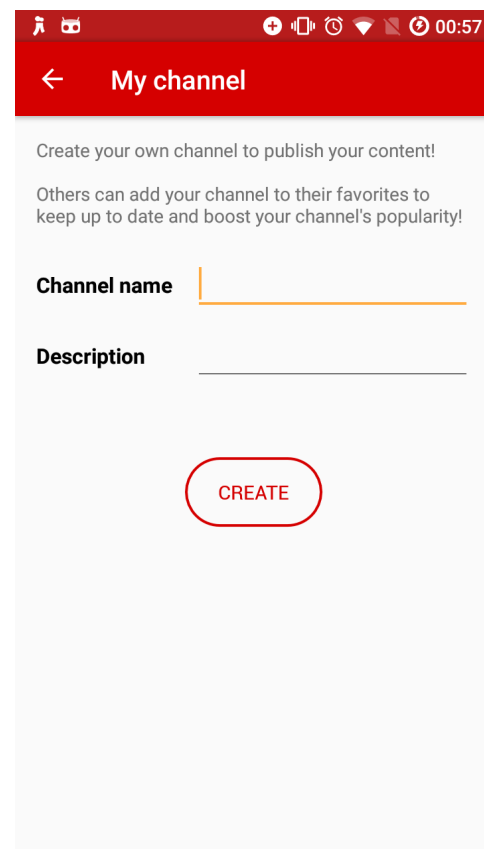 00:57
My channel
Create your own channel to publish your content!
Others can add your channel to their favorites to
keep up to date and boost your channel's popularity!
Channel name
Description
CREATE